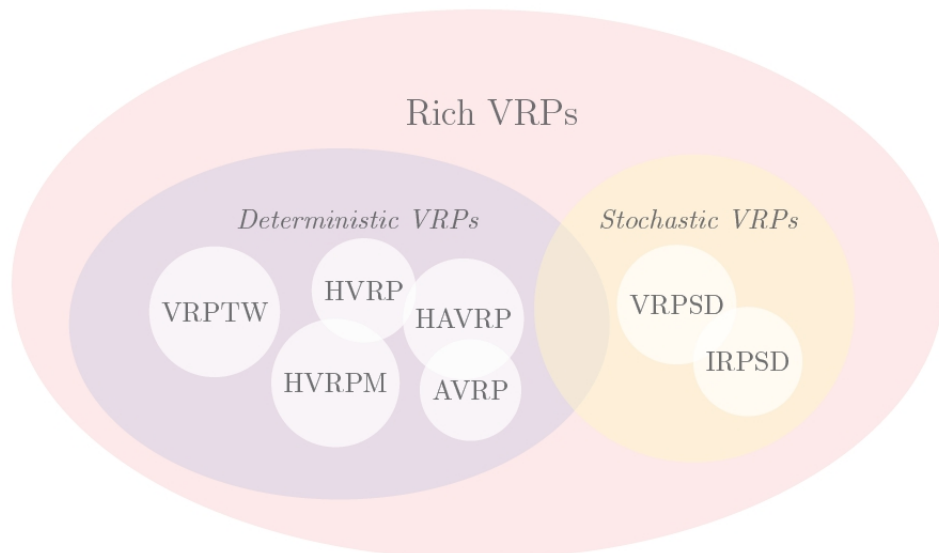 Rich VRPs
Deterministic VRPs
Stochastic VRPs
VRPTW
HVRP
HAVRP
HVRPM
AVRP
VRPSD
IRPSD